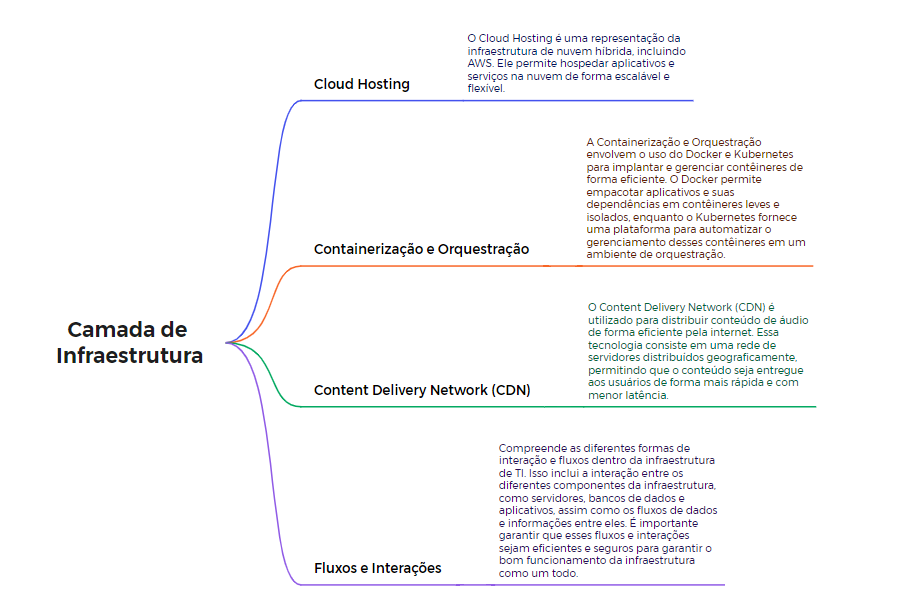 Camada de
Infraestrutura
Cloud Hosting
O Cloud Hosting é uma representação da
infraestrutura de nuvem híbrida, incluindo
AWS. Ele permite hospedar aplicativos e
serviços na nuvem de forma escalável e
flexível.
Containerização e Orquestração
A Containerização e Orquestração
envolvem o uso do Docker e Kubernetes
para implantar e gerenciar contêineres de
forma eficiente. O Docker permite
empacotar aplicativos e suas
dependências em contêineres leves e
isolados, enquanto o Kubernetes fornece
uma plataforma para automatizar o
gerenciamento desses contêineres em um
ambiente de orquestração.
Content Delivery Network (CDN)
O Content Delivery Network (CDN) é
utilizado para distribuir conteúdo de áudio
de forma eficiente pela internet. Essa
tecnologia consiste em uma rede de
servidores distribuídos geograficamente,
permitindo que o conteúdo seja entregue
aos usuários de forma mais rápida e com
menor latência.
Fluxos e Interações
Compreende as diferentes formas de
interação e fluxos dentro da infraestrutura
de TI. Isso inclui a interação entre os
diferentes componentes da infraestrutura,
como servidores, bancos de dados e
aplicativos, assim como os fluxos de dados
e informações entre eles. É importante
garantir que esses fluxos e interações
sejam eficientes e seguros para garantir o
bom funcionamento da infraestrutura
como um todo.